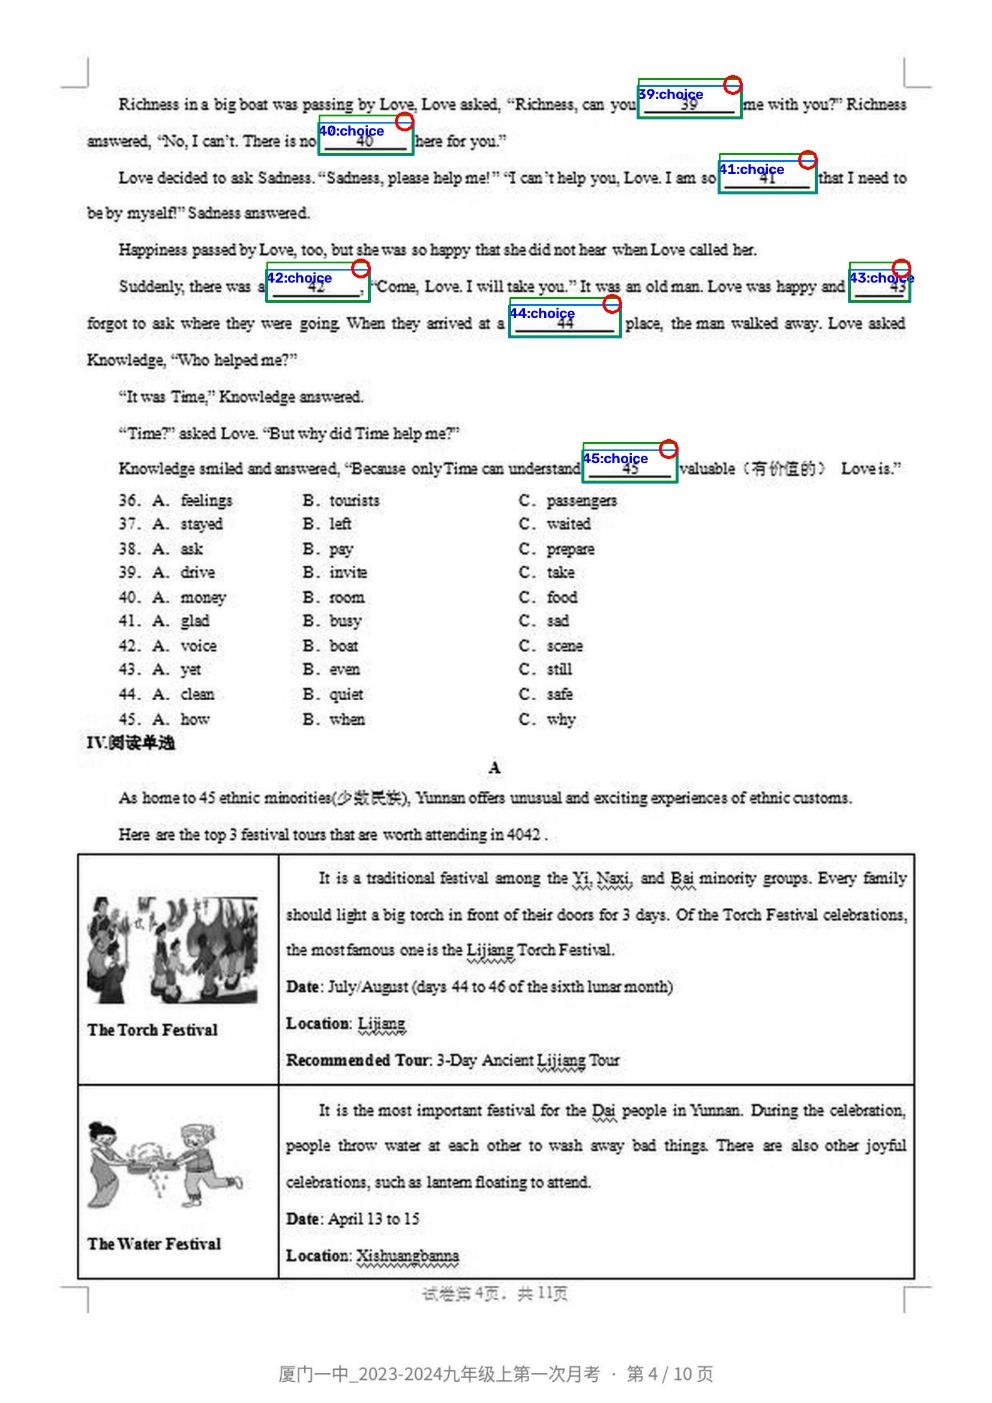 Richness in a big boat was passing by Love, Love asked, “Richness, can you 39:choice 39 me with you?” Richness
answered, “No, I can’t. There is no 40:choice 40 here for you.”
Love decided to ask Sadness. “Sadness, please help me!” “I can’t help you, Love. I am so 41:choice 41 that I need to
be by myself!” Sadness answered.
Happiness passed by Love, too, but she was so happy that she did not hear when Love called her.
Suddenly, there was a 42:choice 42 , “Come, Love. I will take you.” It was an old man. Love was happy and 43:choice 43
forgot to ask where they were going. When they arrived at a 44:choice 44 place, the man walked away. Love asked
Knowledge, “Who helped me?”
“It was Time,” Knowledge answered.
“Time?” asked Love. “But why did Time help me?”
Knowledge smiled and answered, “Because only Time can understand 45:choice 45 valuable（有价值的） Love is.”
36. A. feelings B. tourists C. passengers
37. A. stayed B. left C. waited
38. A. ask B. pay C. prepare
39. A. drive B. invite C. take
40. A. money B. room C. food
41. A. glad B. busy C. sad
42. A. voice B. boat C. scene
43. A. yet B. even C. still
44. A. clean B. quiet C. safe
45. A. how B. when C. why
IV.阅读单选
A
As home to 45 ethnic minorities(少数民族), Yunnan offers unusual and exciting experiences of ethnic customs.
Here are the top 3 festival tours that are worth attending in 4042 .
It is a traditional festival among the Yi, Naxi, and Bai minority groups. Every family
should light a big torch in front of their doors for 3 days. Of the Torch Festival celebrations,
the most famous one is the Lijiang Torch Festival.
Date: July/August (days 44 to 46 of the sixth lunar month)
Location: Lijiang
Recommended Tour: 3-Day Ancient Lijiang Tour
The Torch Festival
It is the most important festival for the Dai people in Yunnan. During the celebration,
people throw water at each other to wash away bad things. There are also other joyful
celebrations, such as lantern floating to attend.
Date: April 13 to 15
Location: Xishuangbanna
The Water Festival
试卷第 4页，共 11页
厦门一中_2023-2024九年级上第一次月考 · 第 4 / 10 页